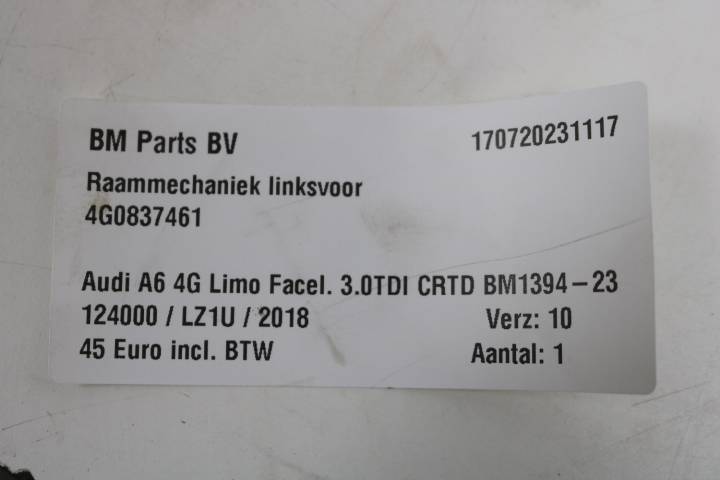 BM Parts BV 170720231117
Raammechaniek linksvoor
4G0837461
Audi A6 4G Limo Facel. 3.0TDI CRTD BM1394-23
124000 / LZ1U / 2018 Verz: 10
45 Euro incl. BTW Aantal: 1